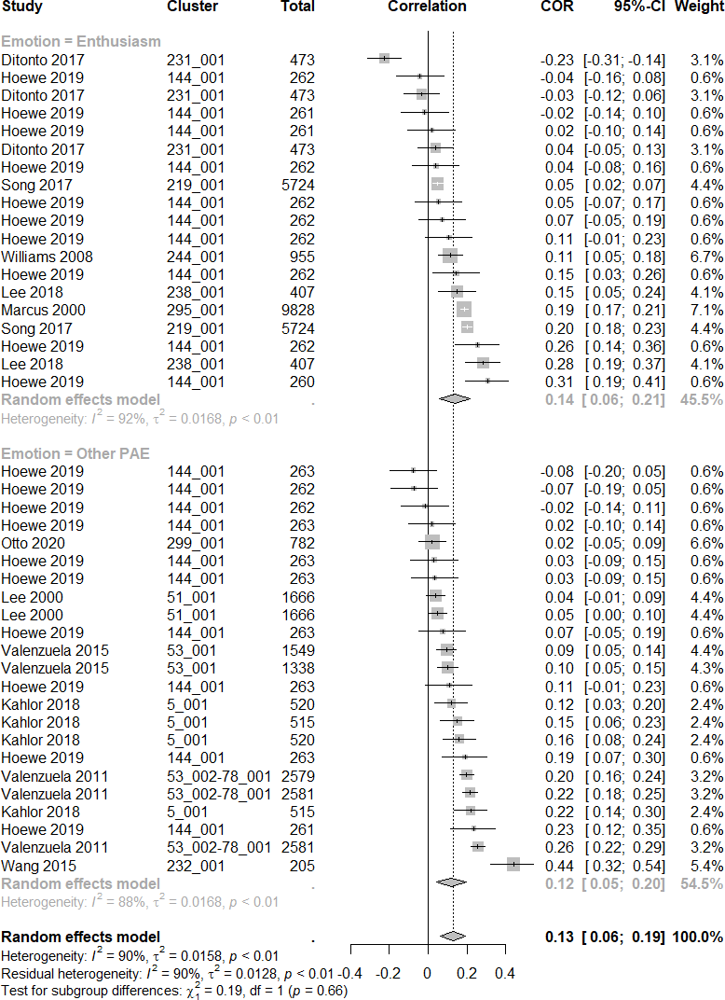 Study Cluster Total Correlation COR 95%-CI Weight
Emotion = Enthusiasm
Ditonto 2017 231_001 473 -0.23 [-0.31; -0.14] 3.1%
Hoewe 2019 144_001 262 -0.04 [-0.16; 0.08] 0.6%
Ditonto 2017 231_001 473 -0.03 [-0.12; 0.06] 3.1%
Hoewe 2019 144_001 261 -0.02 [-0.14; 0.10] 0.6%
Hoewe 2019 144_001 261 0.02 [-0.10; 0.14] 0.6%
Ditonto 2017 231_001 473 0.04 [-0.05; 0.13] 3.1%
Hoewe 2019 144_001 262 0.04 [-0.08; 0.16] 0.6%
Song 2017 219_001 5724 0.05 [ 0.02; 0.07] 4.4%
Hoewe 2019 144_001 262 0.05 [-0.07; 0.17] 0.6%
Hoewe 2019 144_001 262 0.07 [-0.05; 0.19] 0.6%
Hoewe 2019 144_001 262 0.11 [-0.01; 0.23] 0.6%
Williams 2008 244_001 955 0.11 [ 0.05; 0.18] 6.7%
Hoewe 2019 144_001 262 0.15 [ 0.03; 0.26] 0.6%
Lee 2018 238_001 407 0.15 [ 0.05; 0.24] 4.1%
Marcus 2000 295_001 9828 0.19 [ 0.17; 0.21] 7.1%
Song 2017 219_001 5724 0.20 [ 0.18; 0.23] 4.4%
Hoewe 2019 144_001 262 0.26 [ 0.14; 0.36] 0.6%
Lee 2018 238_001 407 0.28 [ 0.19; 0.37] 4.1%
Hoewe 2019 144_001 260 0.31 [ 0.19; 0.41] 0.6%
Random effects model . 0.14 [ 0.06; 0.21] 45.5%
Heterogeneity: I² = 92%, τ² = 0.0168, p < 0.01
Emotion = Other PAE
Hoewe 2019 144_001 263 -0.08 [-0.20; 0.05] 0.6%
Hoewe 2019 144_001 262 -0.07 [-0.19; 0.05] 0.6%
Hoewe 2019 144_001 262 -0.02 [-0.14; 0.11] 0.6%
Hoewe 2019 144_001 263 0.02 [-0.10; 0.14] 0.6%
Otto 2020 299_001 782 0.02 [-0.05; 0.09] 6.6%
Hoewe 2019 144_001 263 0.03 [-0.09; 0.15] 0.6%
Hoewe 2019 144_001 263 0.03 [-0.09; 0.15] 0.6%
Lee 2000 51_001 1666 0.04 [-0.01; 0.09] 4.4%
Lee 2000 51_001 1666 0.05 [ 0.00; 0.10] 4.4%
Hoewe 2019 144_001 263 0.07 [-0.05; 0.19] 0.6%
Valenzuela 2015 53_001 1549 0.09 [ 0.05; 0.14] 4.4%
Valenzuela 2015 53_001 1338 0.10 [ 0.05; 0.15] 4.3%
Hoewe 2019 144_001 263 0.11 [-0.01; 0.23] 0.6%
Kahlor 2018 5_001 520 0.12 [ 0.03; 0.20] 2.4%
Kahlor 2018 5_001 515 0.15 [ 0.06; 0.23] 2.4%
Kahlor 2018 5_001 520 0.16 [ 0.08; 0.24] 2.4%
Hoewe 2019 144_001 263 0.19 [ 0.07; 0.30] 0.6%
Valenzuela 2011 53_002-78_001 2579 0.20 [ 0.16; 0.24] 3.2%
Valenzuela 2011 53_002-78_001 2581 0.22 [ 0.18; 0.25] 3.2%
Kahlor 2018 5_001 515 0.22 [ 0.14; 0.30] 2.4%
Hoewe 2019 144_001 261 0.23 [ 0.12; 0.35] 0.6%
Valenzuela 2011 53_002-78_001 2581 0.26 [ 0.22; 0.29] 3.2%
Wang 2015 232_001 205 0.44 [ 0.32; 0.54] 5.4%
Random effects model . 0.12 [ 0.05; 0.20] 54.5%
Heterogeneity: I² = 88%, τ² = 0.0168, p < 0.01
Random effects model . 0.13 [ 0.06; 0.19] 100.0%
Heterogeneity: I² = 90%, τ² = 0.0158, p < 0.01
Residual heterogeneity: I² = 90%, τ² = 0.0128, p < 0.01 -0.4 -0.2 0 0.2 0.4
Test for subgroup differences: χ²₁ = 0.19, df = 1 (p = 0.66)